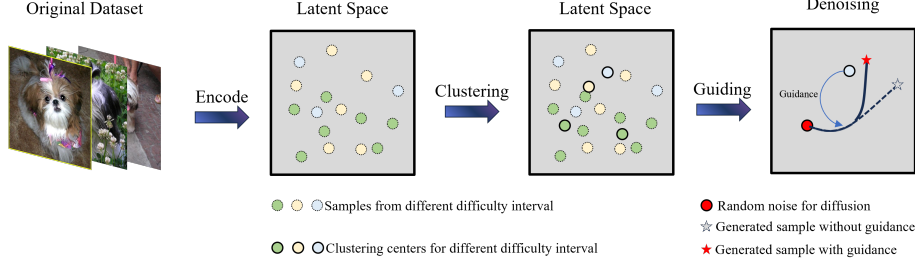 Original Dataset
Latent Space
Latent Space
Denoising
Encode
Clustering
Guiding
Guidance
Samples from different difficulty interval
Clustering centers for different difficulty interval
Random noise for diffusion
Generated sample without guidance
Generated sample with guidance